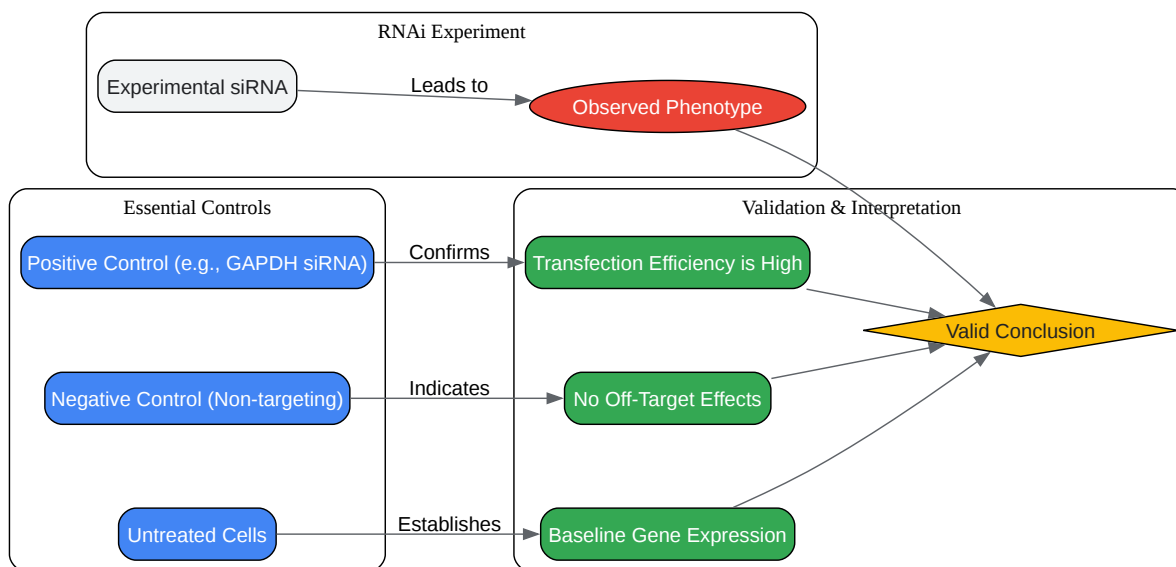 RNAi Experiment
Experimental siRNA
Leads to
Observed Phenotype
Essential Controls
Validation & Interpretation
Positive Control (e.g., GAPDH siRNA)
Confirms
Transfection Efficiency is High
Valid Conclusion
Negative Control (Non-targeting)
Indicates
No Off-Target Effects
Untreated Cells
Establishes
Baseline Gene Expression